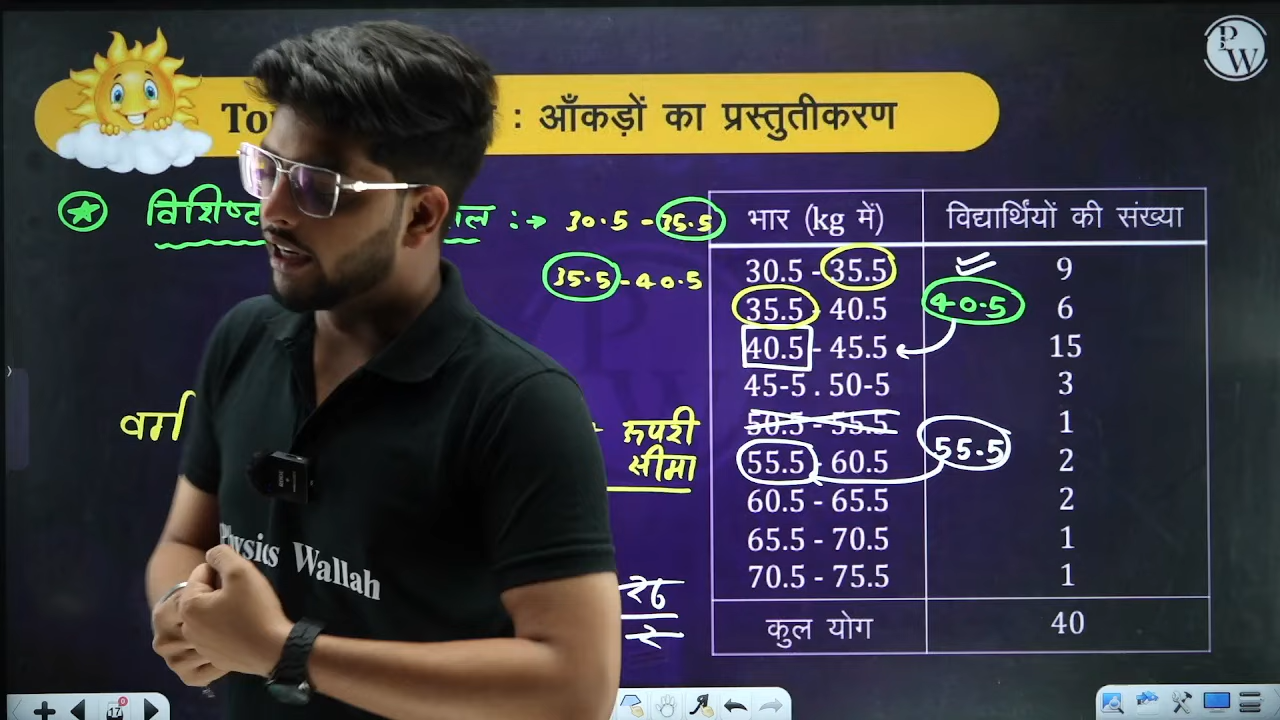 PW
: आँकड़ों का प्रस्तुतीकरण
विशिष्ट :→ 30.5 - 35.5
35.5 - 40.5
वर्ग
ऊपरी
सीमा
Physics Wallah
भार (kg में) विद्यार्थियों की संख्या
30.5 - 35.5 9
35.5 - 40.5 40.5 6
40.5 - 45.5 15
45-5 . 50-5 3
50.5 - 55.5 1
55.5 - 60.5 55.5 2
60.5 - 65.5 2
65.5 - 70.5 1
70.5 - 75.5 1
कुल योग 40
17